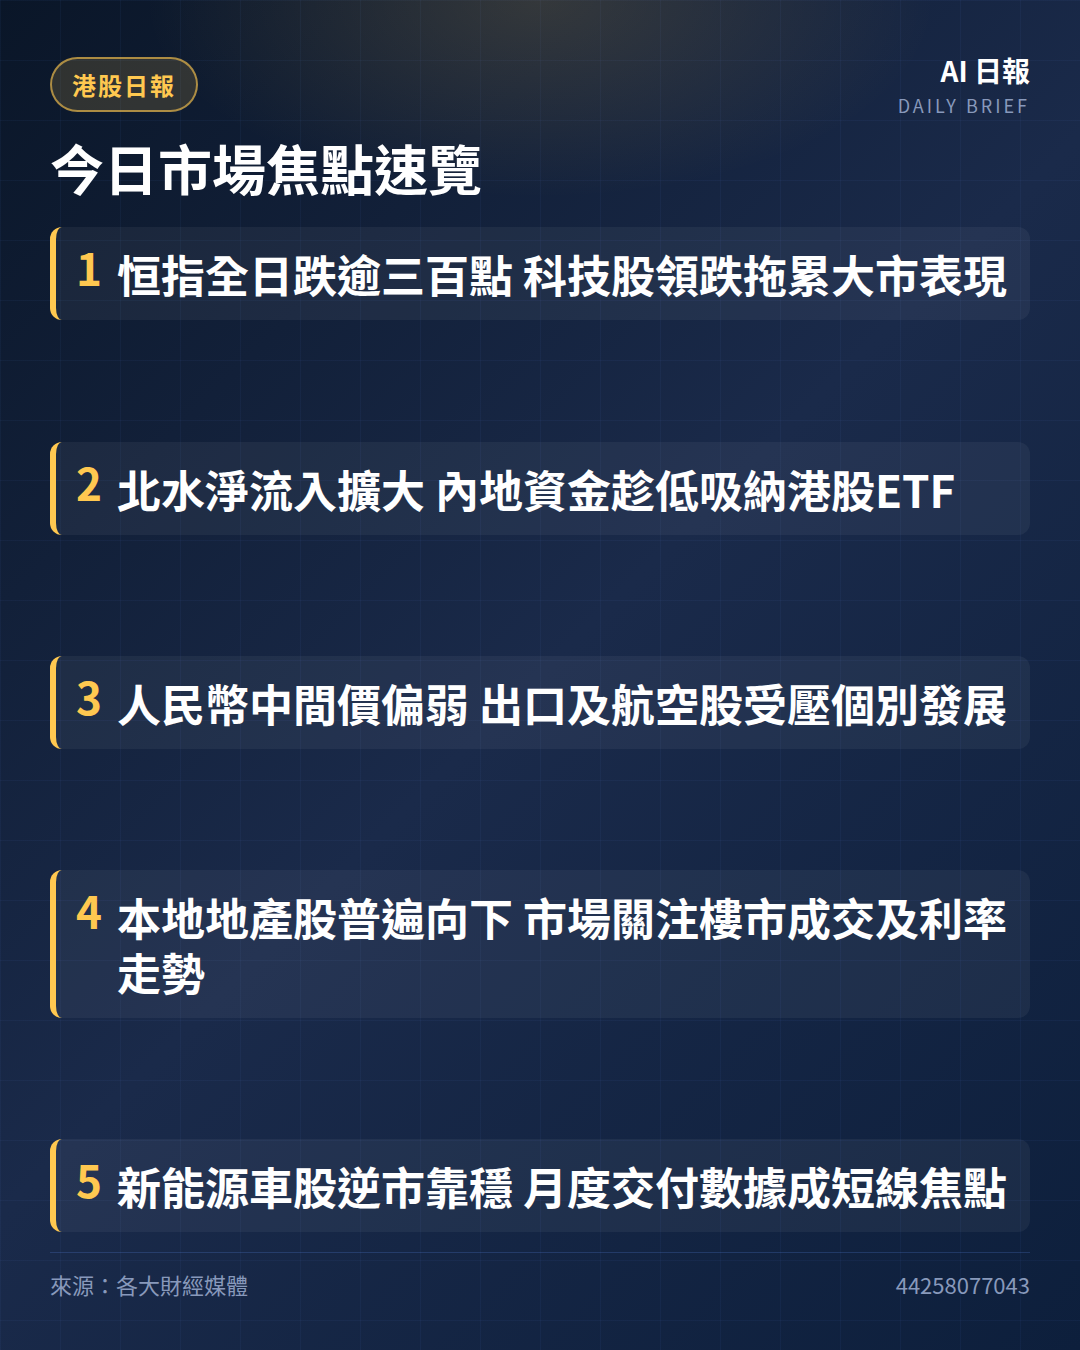 港股日報
AI 日報
DAILY BRIEF
今日市場焦點速覽
1 恒指全日跌逾三百點 科技股領跌拖累大市表現
2 北水淨流入擴大 內地資金趁低吸納港股ETF
3 人民幣中間價偏弱 出口及航空股受壓個別發展
4 本地地產股普遍向下 市場關注樓市成交及利率
走勢
5 新能源車股逆市靠穩 月度交付數據成短線焦點
來源：各大財經媒體
44258077043